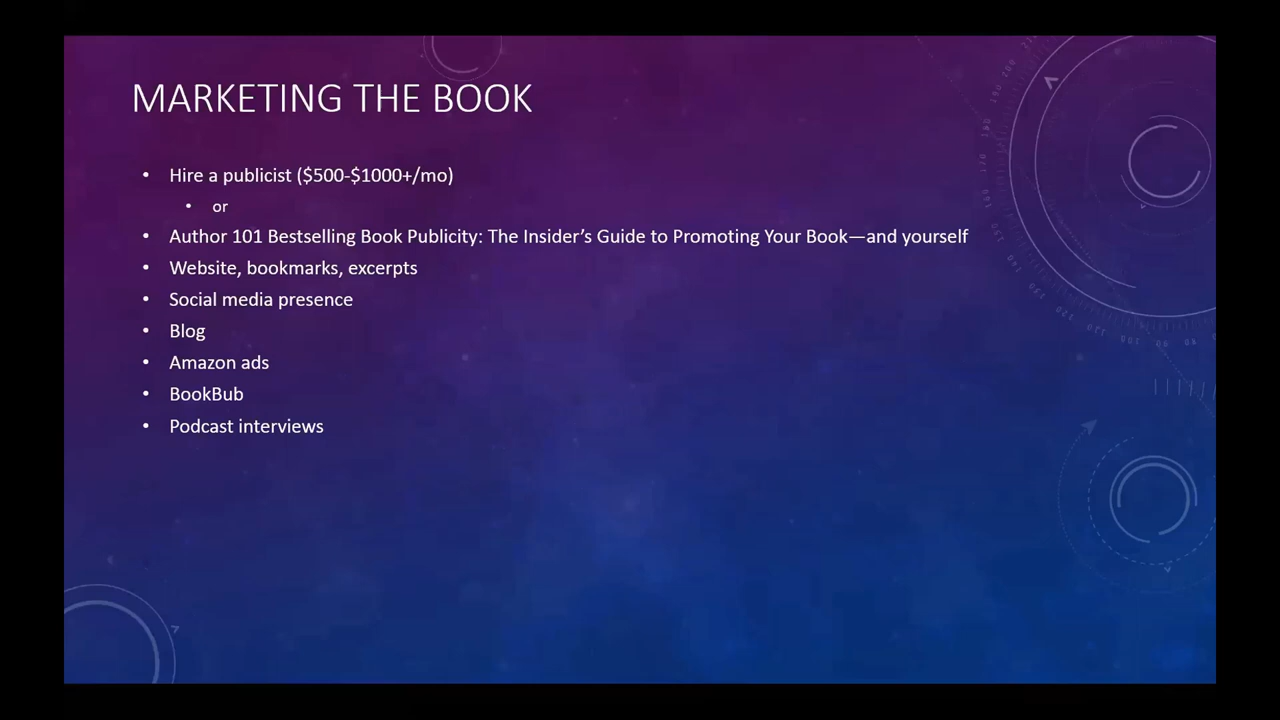 MARKETING THE BOOK
• Hire a publicist ($500-$1000+/mo)
• or
• Author 101 Bestselling Book Publicity: The Insider’s Guide to Promoting Your Book—and yourself
• Website, bookmarks, excerpts
• Social media presence
• Blog
• Amazon ads
• BookBub
• Podcast interviews